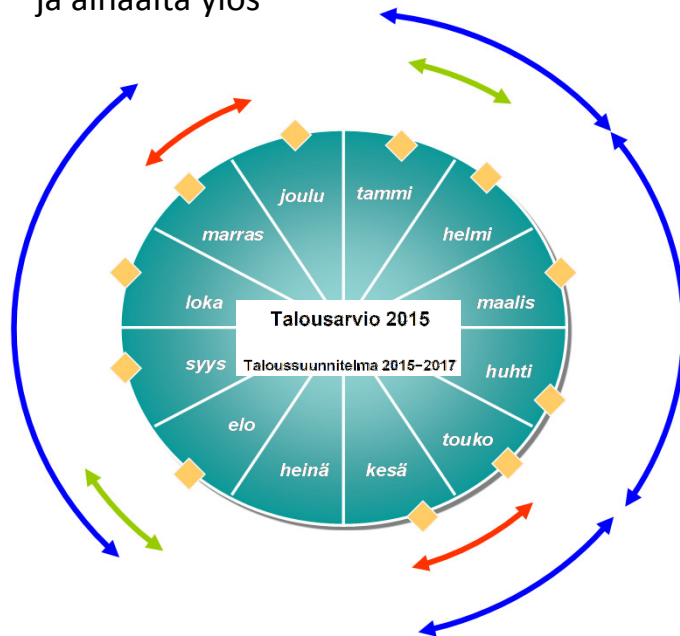 ja alhaalta ylös
joulu
tammi
marras
helmi
loka
maalis
Talousarvio 2015
Taloussuunnitelma 2015–2017
syys
huhti
elo
touko
heinä
kesä